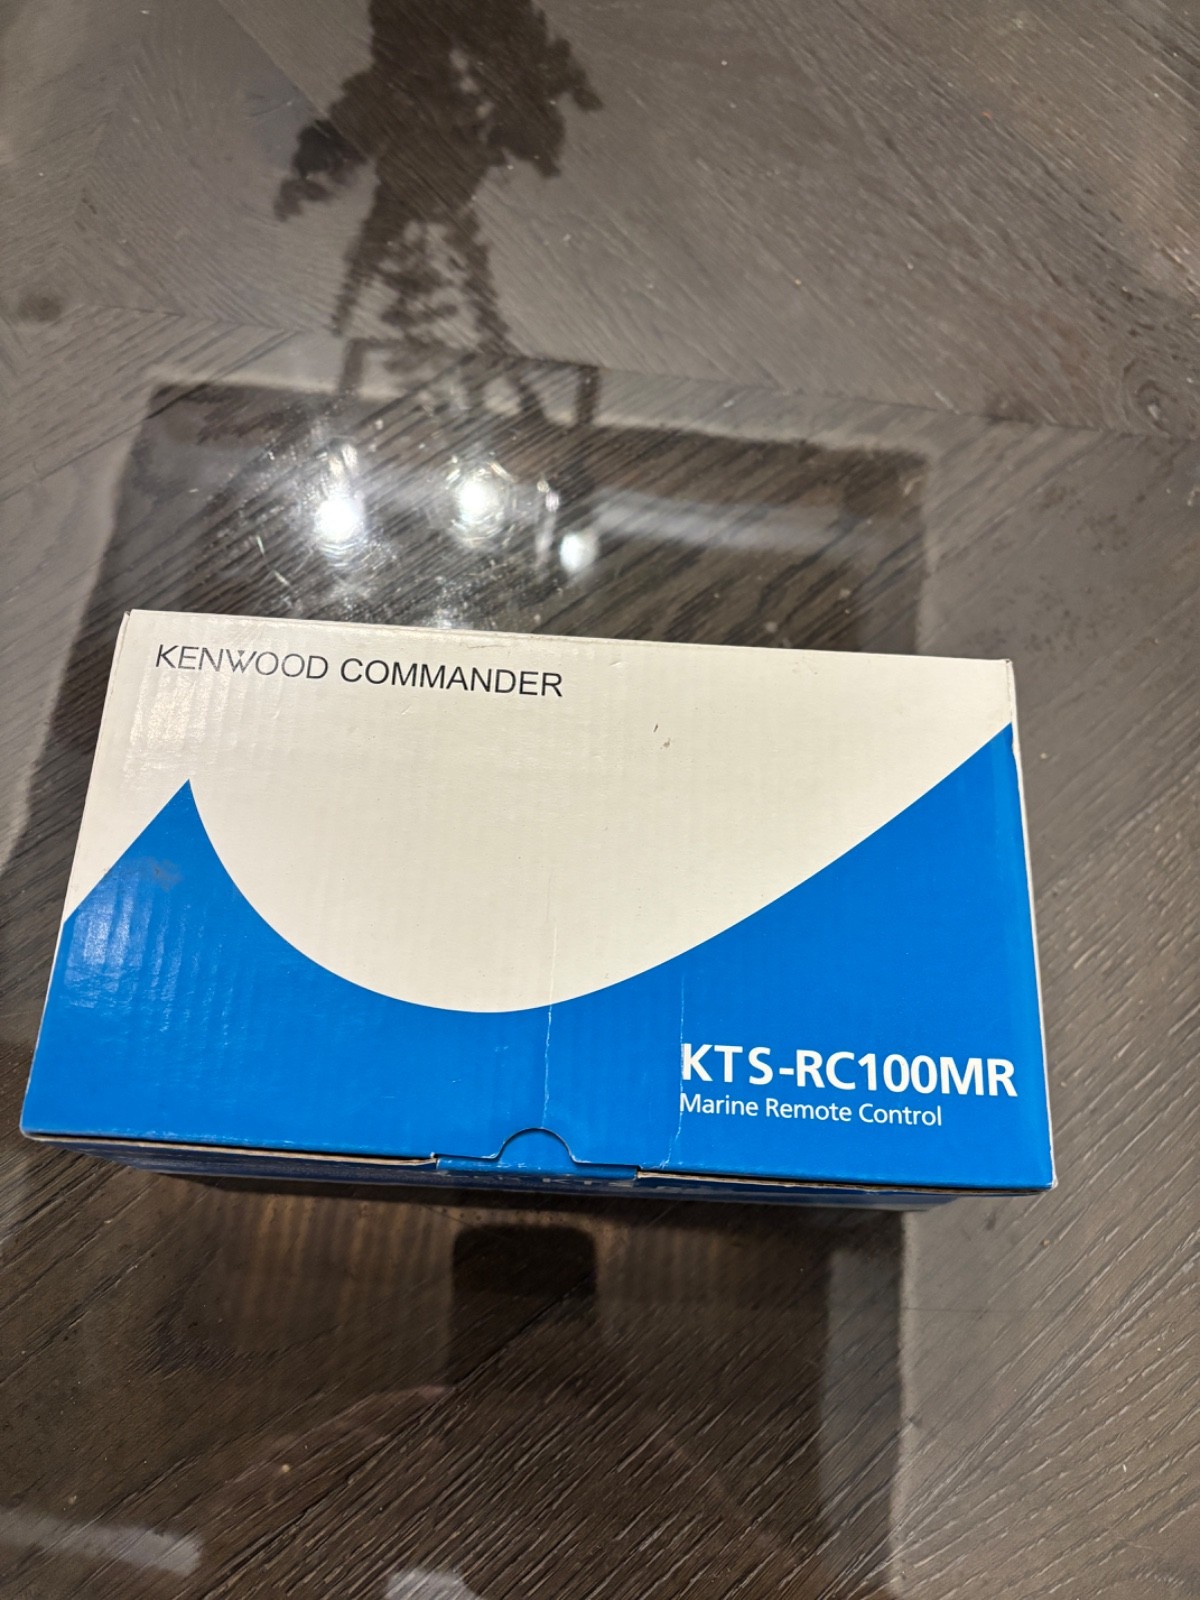 KENWOOD COMMANDER
KTS-RC100MR
Marine Remote Control